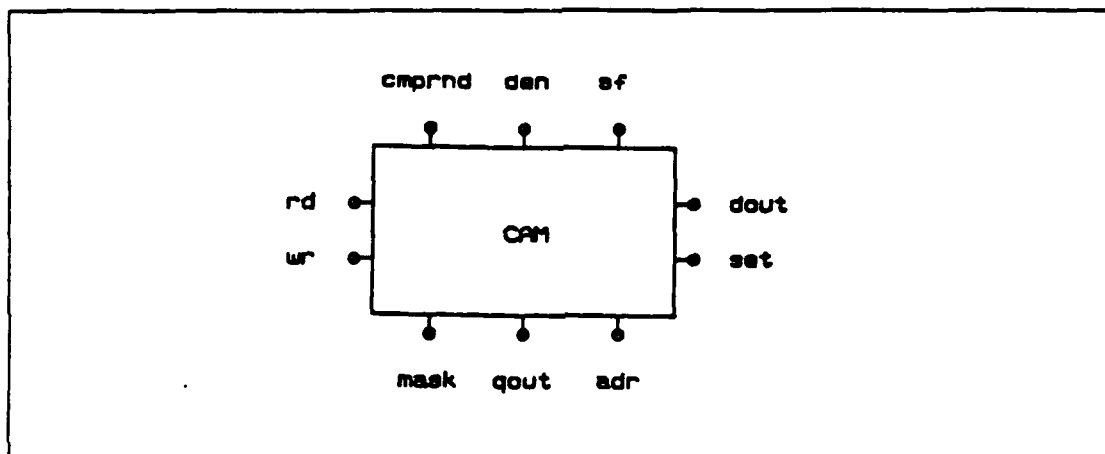 cmprnd den sf
rd dout
CAM
wr set
mask qout adr